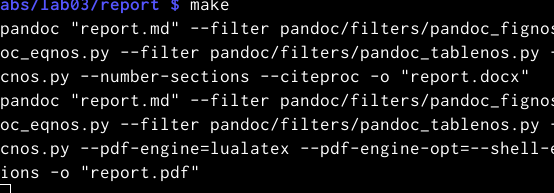 abs/lab03/report $ make
pandoc "report.md" --filter pandoc/filters/pandoc_fignos
oc_eqnos.py --filter pandoc/filters/pandoc_tablenos.py -
cnos.py --number-sections --citeproc -o "report.docx"
pandoc "report.md" --filter pandoc/filters/pandoc_fignos
oc_eqnos.py --filter pandoc/filters/pandoc_tablenos.py -
cnos.py --pdf-engine=lualatex --pdf-engine-opt=--shell-e
ions -o "report.pdf"